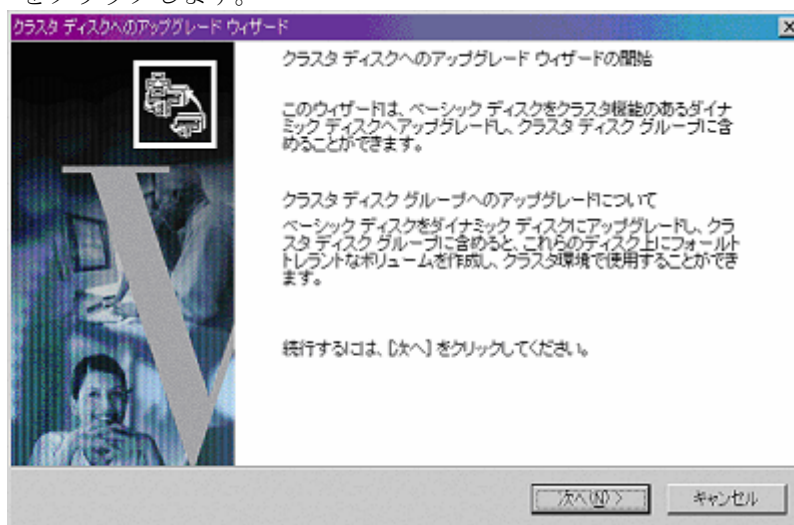 をクリックします。
クラスタ ディスクへのアップグレード ウィザード
クラスタ ディスクへのアップグレード ウィザードの開始
このウィザードは、ベーシック ディスクをクラスタ機能のあるダイナ
ミック ディスクへアップグレードし、クラスタ ディスク グループに含
めることができます。
クラスタ ディスク グループへのアップグレードについて
ベーシック ディスクをダイナミック ディスクにアップグレードし、クラ
スタ ディスク グループに含めると、これらのディスク上にフォールト
トレラントなボリュームを作成し、クラスタ環境で使用することができ
ます。
続行するには、[次へ] をクリックしてください。
次へ(N) >
キャンセル